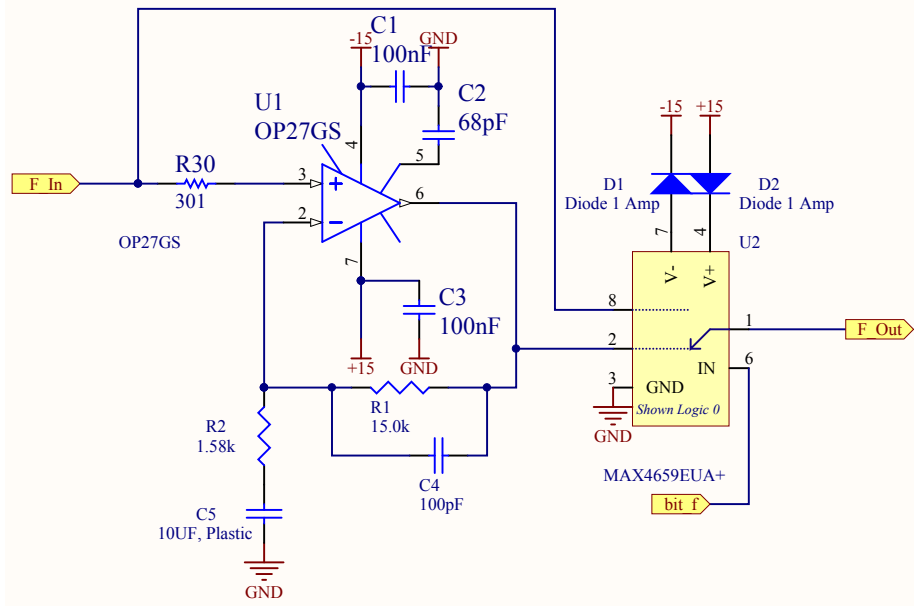 C1
-15
100nF
GND
U1
OP27GS
C2
68pF
4
5
-15
+15
F_In
R30
301
3
2
6
D1
Diode 1 Amp
D2
Diode 1 Amp
7
4
U2
OP27GS
V-
V+
7
C3
100nF
8
1
F_Out
2
6
IN
+15
GND
3
GND
Shown Logic 0
GND
R1
15.0k
R2
1.58k
C4
100pF
MAX4659EUA+
bit_f
C5
10UF, Plastic
GND